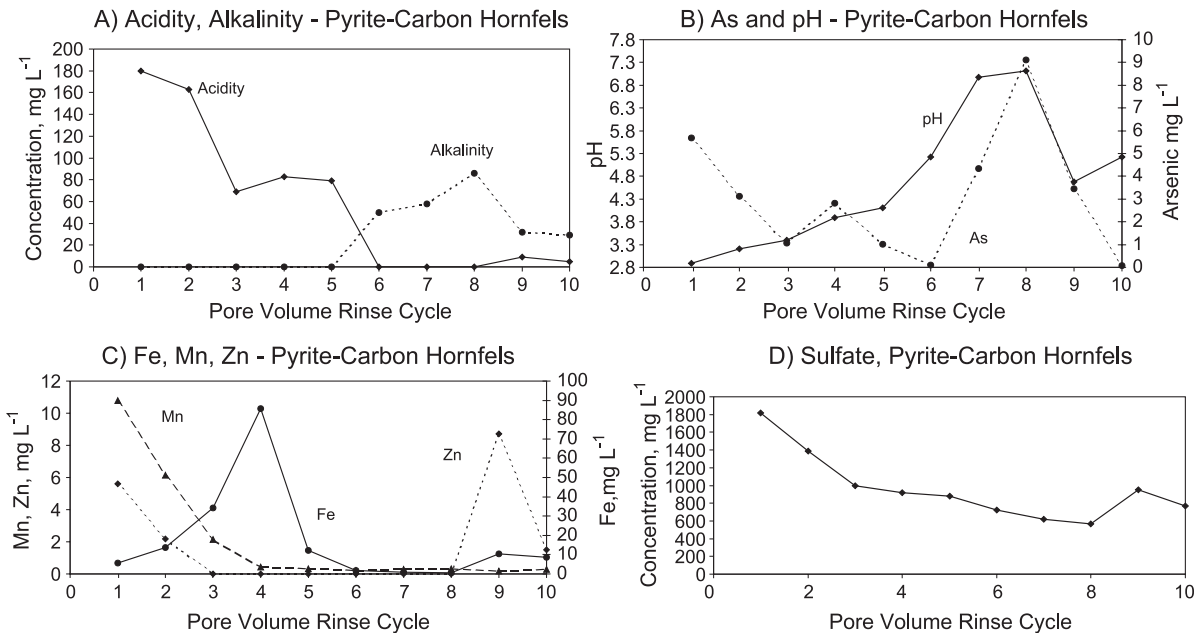 A) Acidity, Alkalinity - Pyrite-Carbon Hornfels
Concentration, mg L⁻¹
200
180
160
140
120
100
80
60
40
20
0
Acidity
Alkalinity
0 1 2 3 4 5 6 7 8 9 10
Pore Volume Rinse Cycle
B) As and pH - Pyrite-Carbon Hornfels
pH
7.8
7.3
6.8
6.3
5.8
5.3
4.8
4.3
3.8
3.3
2.8
pH
As
10
9
8
7
6
5
4
3
2
1
0
Arsenic mg L⁻¹
0 1 2 3 4 5 6 7 8 9 10
Pore Volume Rinse Cycle
C) Fe, Mn, Zn - Pyrite-Carbon Hornfels
Mn, Zn, mg L⁻¹
12
10
8
6
4
2
0
Mn
Fe
Zn
100
90
80
70
60
50
40
30
20
10
0
Fe,mg L⁻¹
0 1 2 3 4 5 6 7 8 9 10
Pore Volume Rinse Cycle
D) Sulfate, Pyrite-Carbon Hornfels
Concentration, mg L⁻¹
2000
1800
1600
1400
1200
1000
800
600
400
200
0
0 1 2 3 4 5 6 7 8 9 10
Pore Volume Rinse Cycle